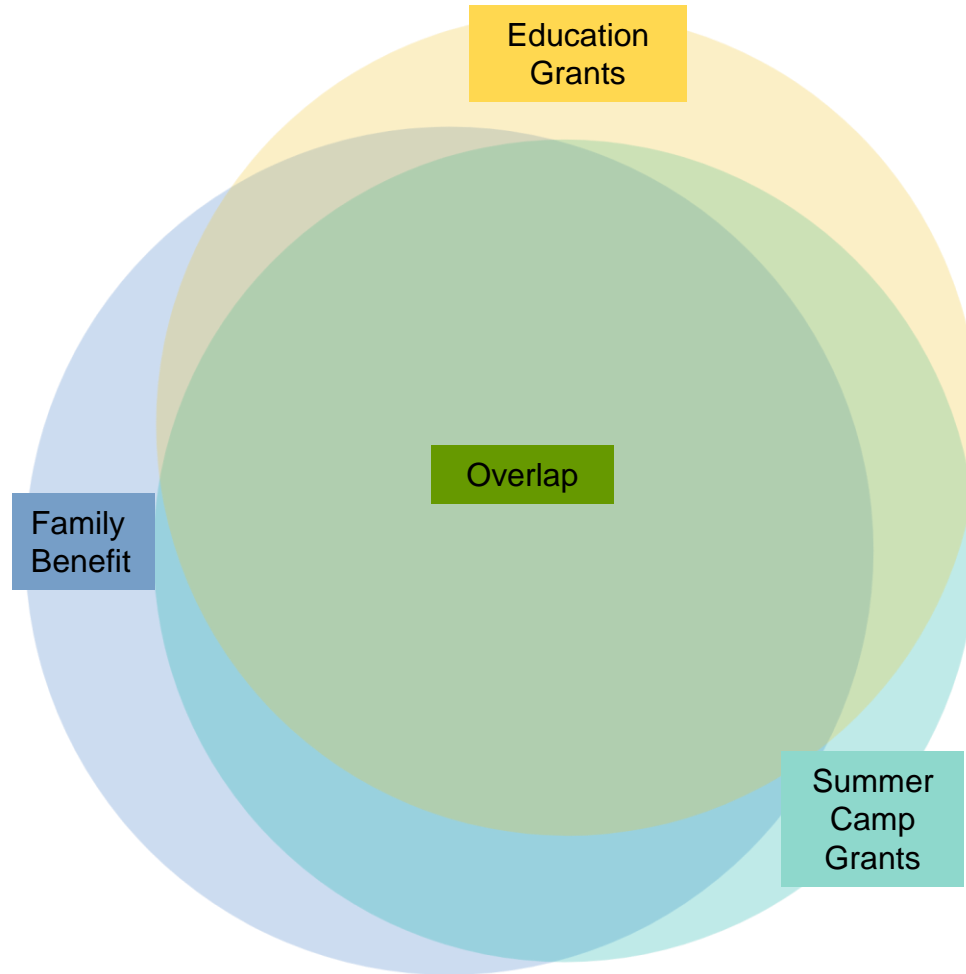 Education
Grants
Overlap
Family
Benefit
Summer
Camp
Grants